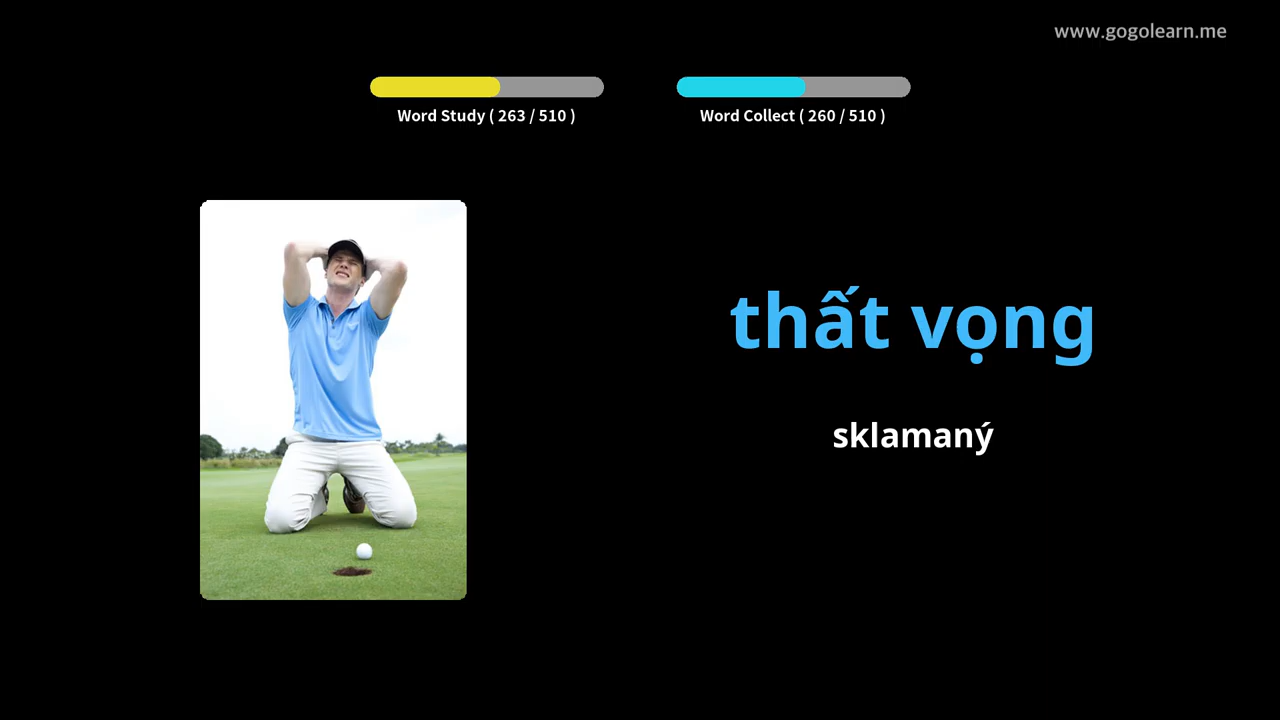 www.gogolearn.me
Word Study ( 263 / 510 )
Word Collect ( 260 / 510 )
thất vọng
sklamaný